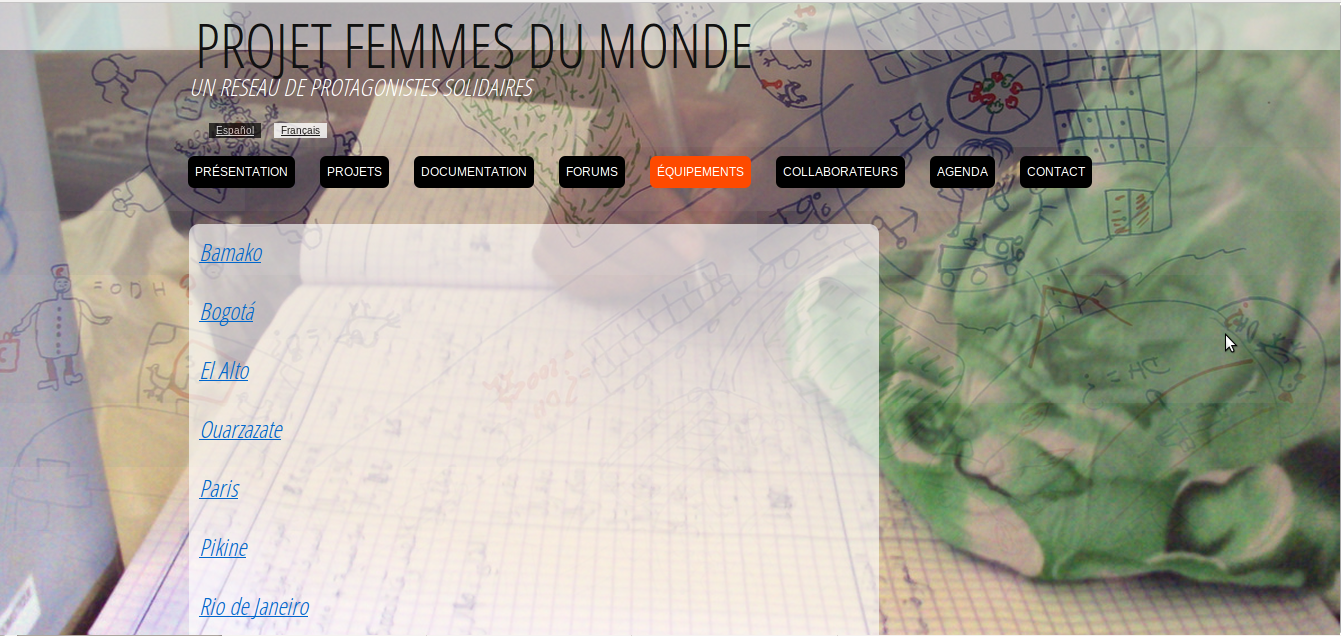 PROJET FEMMES DU MONDE
UN RESEAU DE PROTAGONISTES SOLIDAIRES
Español Français
PRÉSENTATION PROJETS DOCUMENTATION FORUMS ÉQUIPEMENTS COLLABORATEURS AGENDA CONTACT
Bamako
Bogotá
El Alto
Ouarzazate
Paris
Pikine
Rio de Janeiro